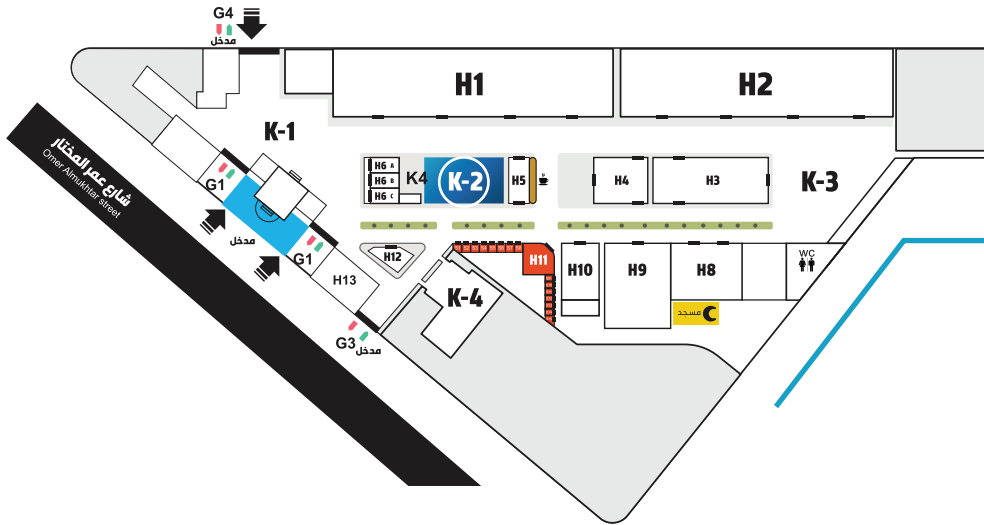 G4
مدخل
H1
H2
K-1
شارع عمر المختار
Omer Almukhtar street
G1
H6 A
H6 B
H6 C
K4
K-2
H5
H4
H3
K-3
مدخل
G1
H12
H13
H11
H10
H9
H8
WC
K-4
مسجد
G3
مدخل